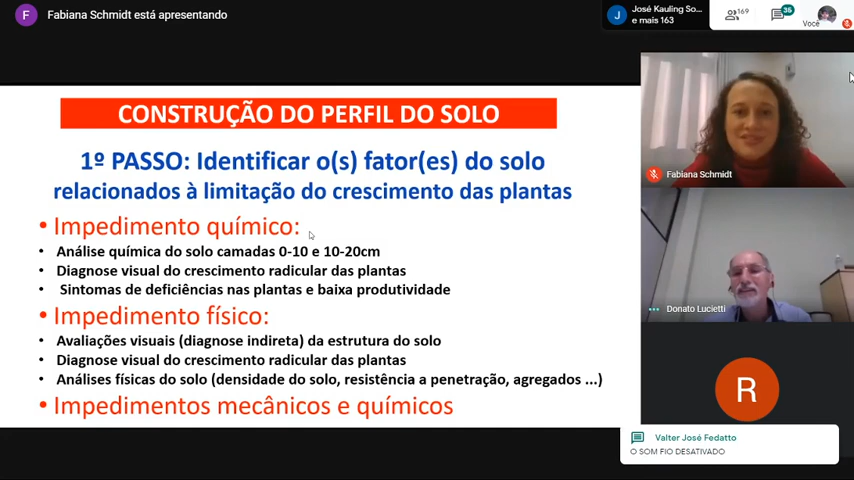 F
Fabiana Schmidt está apresentando
J
José Kauling So...
e mais 163
169
36
Você
CONSTRUÇÃO DO PERFIL DO SOLO
1º PASSO: Identificar o(s) fator(es) do solo
relacionados à limitação do crescimento das plantas
• Impedimento químico:
• Análise química do solo camadas 0-10 e 10-20cm
• Diagnose visual do crescimento radicular das plantas
• Sintomas de deficiências nas plantas e baixa produtividade
• Impedimento físico:
• Avaliações visuais (diagnose indireta) da estrutura do solo
• Diagnose visual do crescimento radicular das plantas
• Análises físicas do solo (densidade do solo, resistência a penetração, agregados ...)
• Impedimentos mecânicos e químicos
Fabiana Schmidt
Donato Lucietti
R
Valter José Fedatto
O SOM FIO DESATIVADO